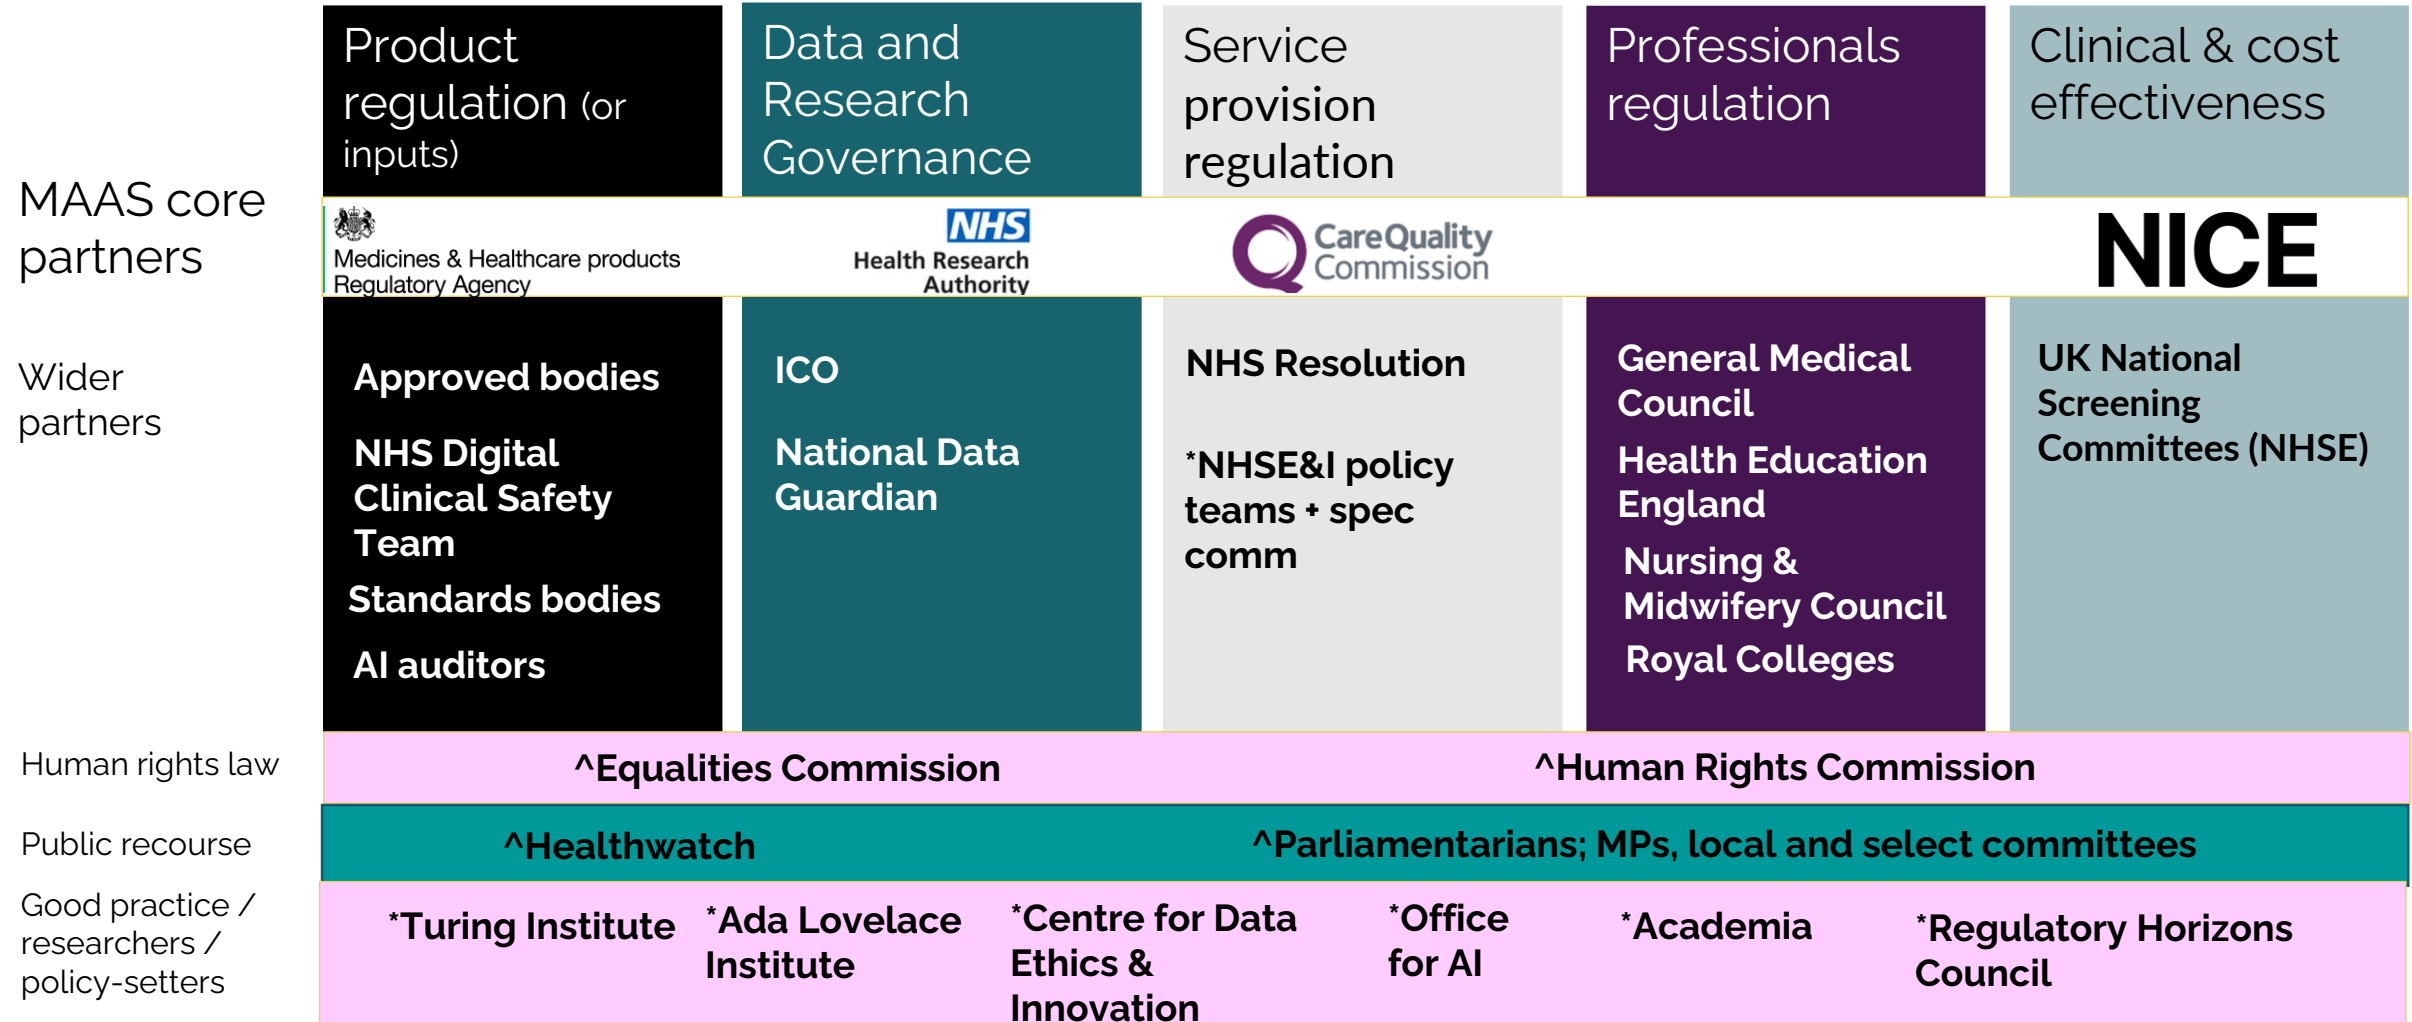 Product
regulation (or
inputs)
Data and
Research
Governance
Service
provision
regulation
Professionals
regulation
Clinical & cost
effectiveness
MAAS core
partners
Medicines & Healthcare products
Regulatory Agency
NHS
Health Research
Authority
CareQuality
Commission
NICE
Wider
partners
Approved bodies
NHS Digital
Clinical Safety
Team
Standards bodies
AI auditors
ICO
National Data
Guardian
NHS Resolution
*NHSE&I policy
teams + spec
comm
General Medical
Council
Health Education
England
Nursing &
Midwifery Council
Royal Colleges
UK National
Screening
Committees (NHSE)
Human rights law
^Equalities Commission
^Human Rights Commission
Public recourse
^Healthwatch
^Parliamentarians; MPs, local and select committees
Good practice /
researchers /
policy-setters
*Turing Institute
*Ada Lovelace
Institute
*Centre for Data
Ethics &
Innovation
*Office
for AI
*Academia
*Regulatory Horizons
Council